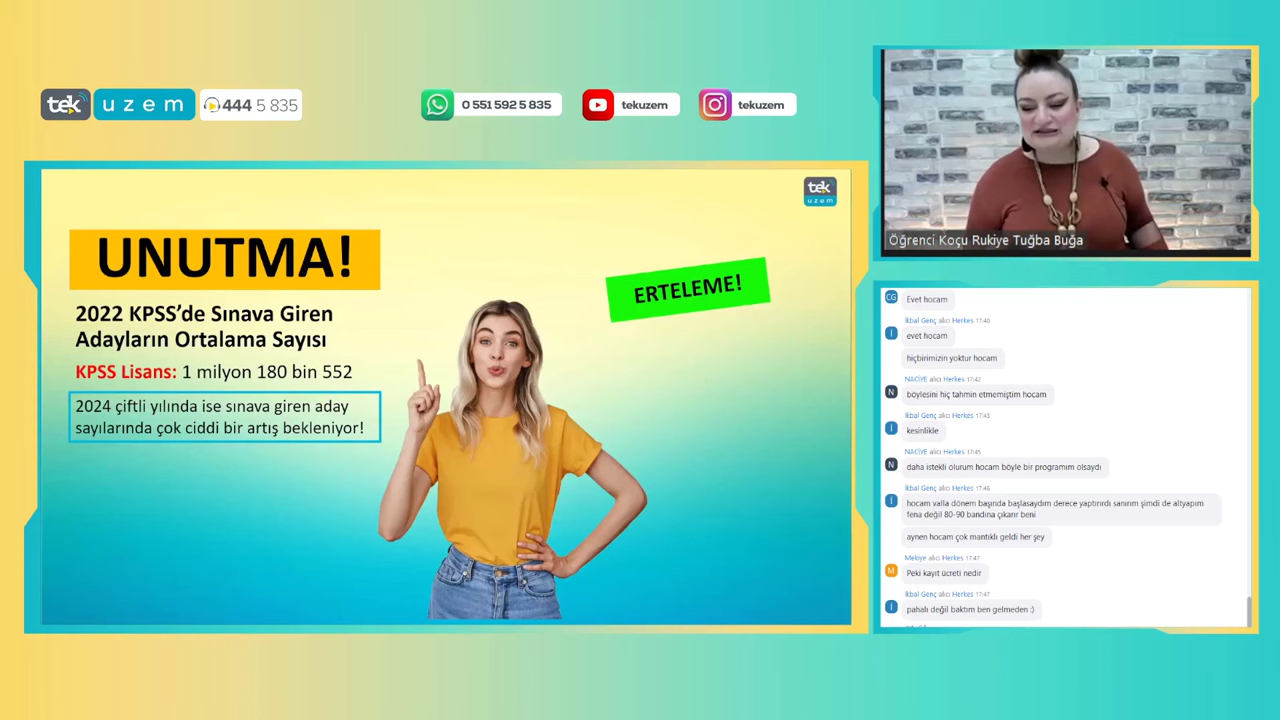 tek
uzem
444 5 835
0 551 592 5 835
tekuzem
tekuzem
tek
uzem
UNUTMA!
2022 KPSS'de Sınava Giren
Adayların Ortalama Sayısı
KPSS Lisans: 1 milyon 180 bin 552
2024 çiftli yılında ise sınava giren aday
sayılarında çok ciddi bir artış bekleniyor!
ERTELEME!
Öğrenci Koçu Rukiye Tuğba Buğa
CG
Evet hocam
İkbal Genç alıcı Herkes 17:40
I
evet hocam
hiçbirimizin yoktur hocam
NACİYE alıcı Herkes 17:42
N
böylesini hiç tahmin etmemiştim hocam
İkbal Genç alıcı Herkes 17:43
I
kesinlikle
NACİYE alıcı Herkes 17:45
N
daha istekli olurum hocam böyle bir programım olsaydı
İkbal Genç alıcı Herkes 17:46
I
hocam valla dönem başında başlasaydım derece yaptırırdı sanırım şimdi de altyapım
fena değil 80-90 bandına çıkarır beni
aynen hocam çok mantıklı geldi her şey
Mekiye alıcı Herkes 17:47
M
Peki kayıt ücreti nedir
İkbal Genç alıcı Herkes 17:47
I
pahalı değil baktım ben gelmeden :)